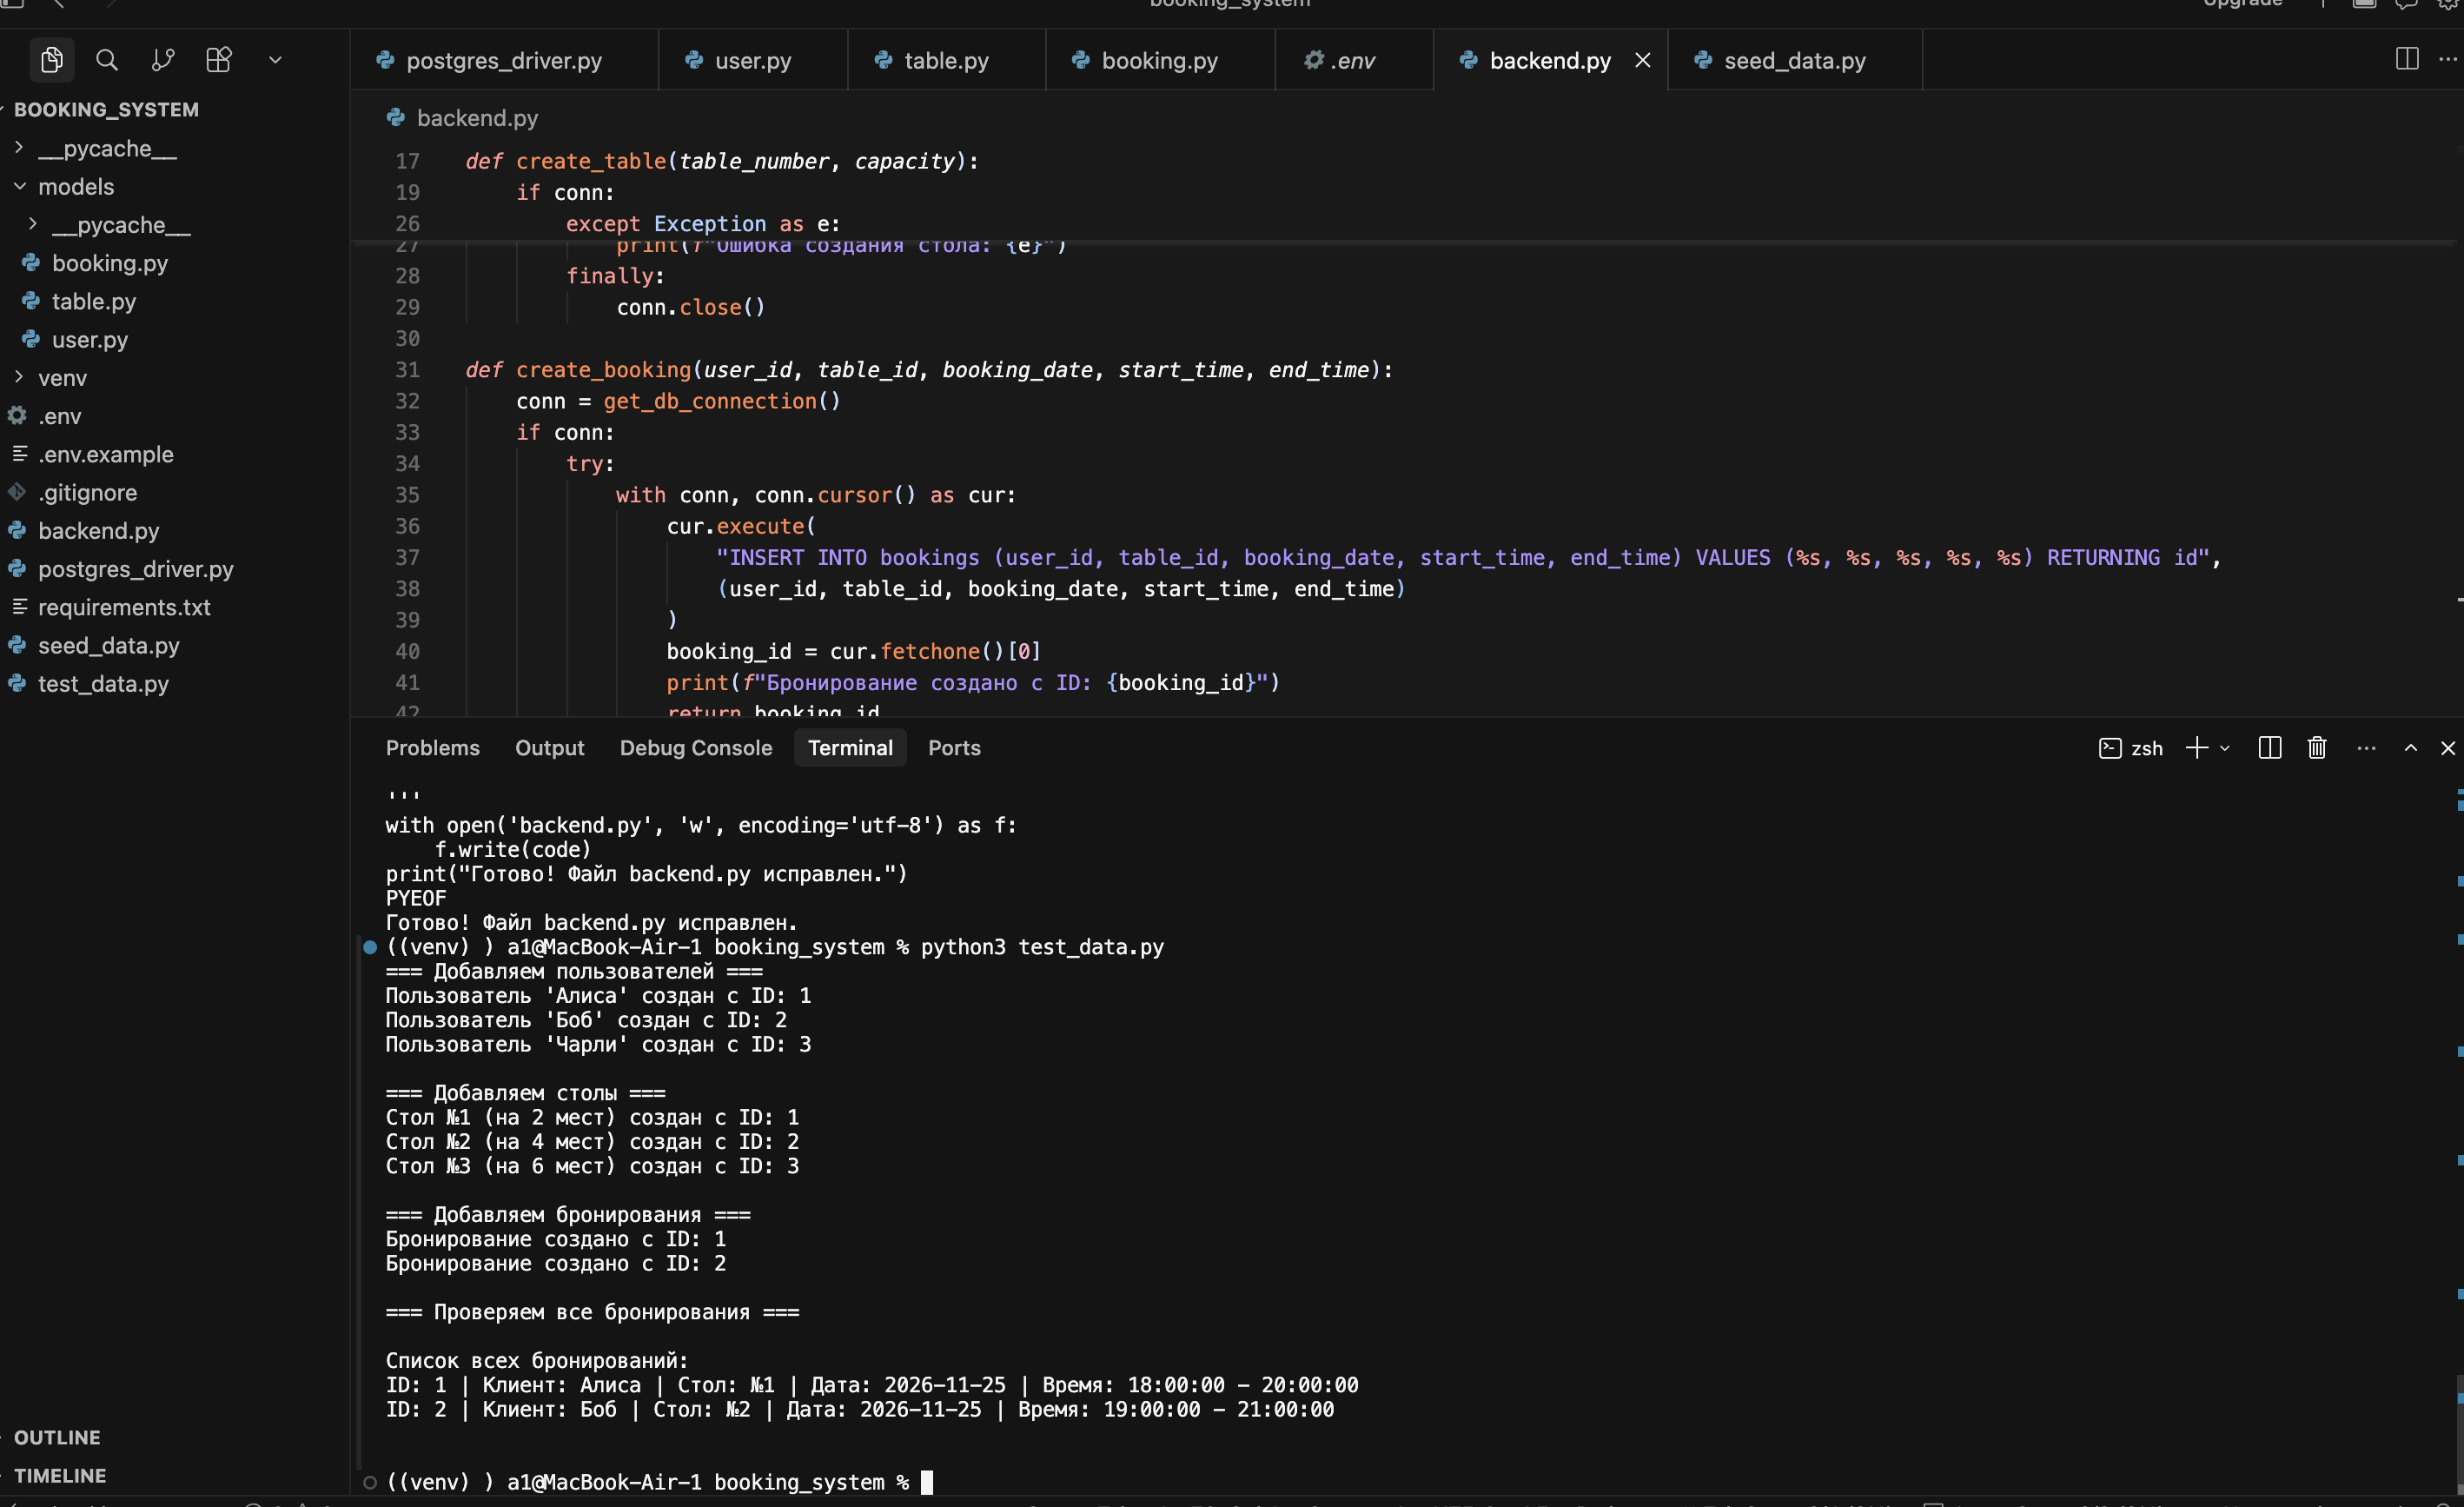 booking_system
Upgrade
postgres_driver.py
user.py
table.py
booking.py
.env
backend.py
seed_data.py
BOOKING_SYSTEM
__pycache__
models
__pycache__
booking.py
table.py
user.py
venv
.env
.env.example
.gitignore
backend.py
postgres_driver.py
requirements.txt
seed_data.py
test_data.py
OUTLINE
TIMELINE
backend.py
17 def create_table(table_number, capacity):
19 if conn:
26 except Exception as e:
27 print(f"Ошибка создания стола: {e}")
28 finally:
29 conn.close()
30
31 def create_booking(user_id, table_id, booking_date, start_time, end_time):
32 conn = get_db_connection()
33 if conn:
34 try:
35 with conn, conn.cursor() as cur:
36 cur.execute(
37 "INSERT INTO bookings (user_id, table_id, booking_date, start_time, end_time) VALUES (%s, %s, %s, %s, %s) RETURNING id",
38 (user_id, table_id, booking_date, start_time, end_time)
39 )
40 booking_id = cur.fetchone()[0]
41 print(f"Бронирование создано с ID: {booking_id}")
42 return booking_id
Problems Output Debug Console Terminal Ports
zsh
'''
with open('backend.py', 'w', encoding='utf-8') as f:
f.write(code)
print("Готово! Файл backend.py исправлен.")
PYEOF
Готово! Файл backend.py исправлен.
((venv) ) a1@MacBook-Air-1 booking_system % python3 test_data.py
=== Добавляем пользователей ===
Пользователь 'Алиса' создан с ID: 1
Пользователь 'Боб' создан с ID: 2
Пользователь 'Чарли' создан с ID: 3
=== Добавляем столы ===
Стол №1 (на 2 мест) создан с ID: 1
Стол №2 (на 4 мест) создан с ID: 2
Стол №3 (на 6 мест) создан с ID: 3
=== Добавляем бронирования ===
Бронирование создано с ID: 1
Бронирование создано с ID: 2
=== Проверяем все бронирования ===
Список всех бронирований:
ID: 1 | Клиент: Алиса | Стол: №1 | Дата: 2026-11-25 | Время: 18:00:00 - 20:00:00
ID: 2 | Клиент: Боб | Стол: №2 | Дата: 2026-11-25 | Время: 19:00:00 - 21:00:00
((venv) ) a1@MacBook-Air-1 booking_system %